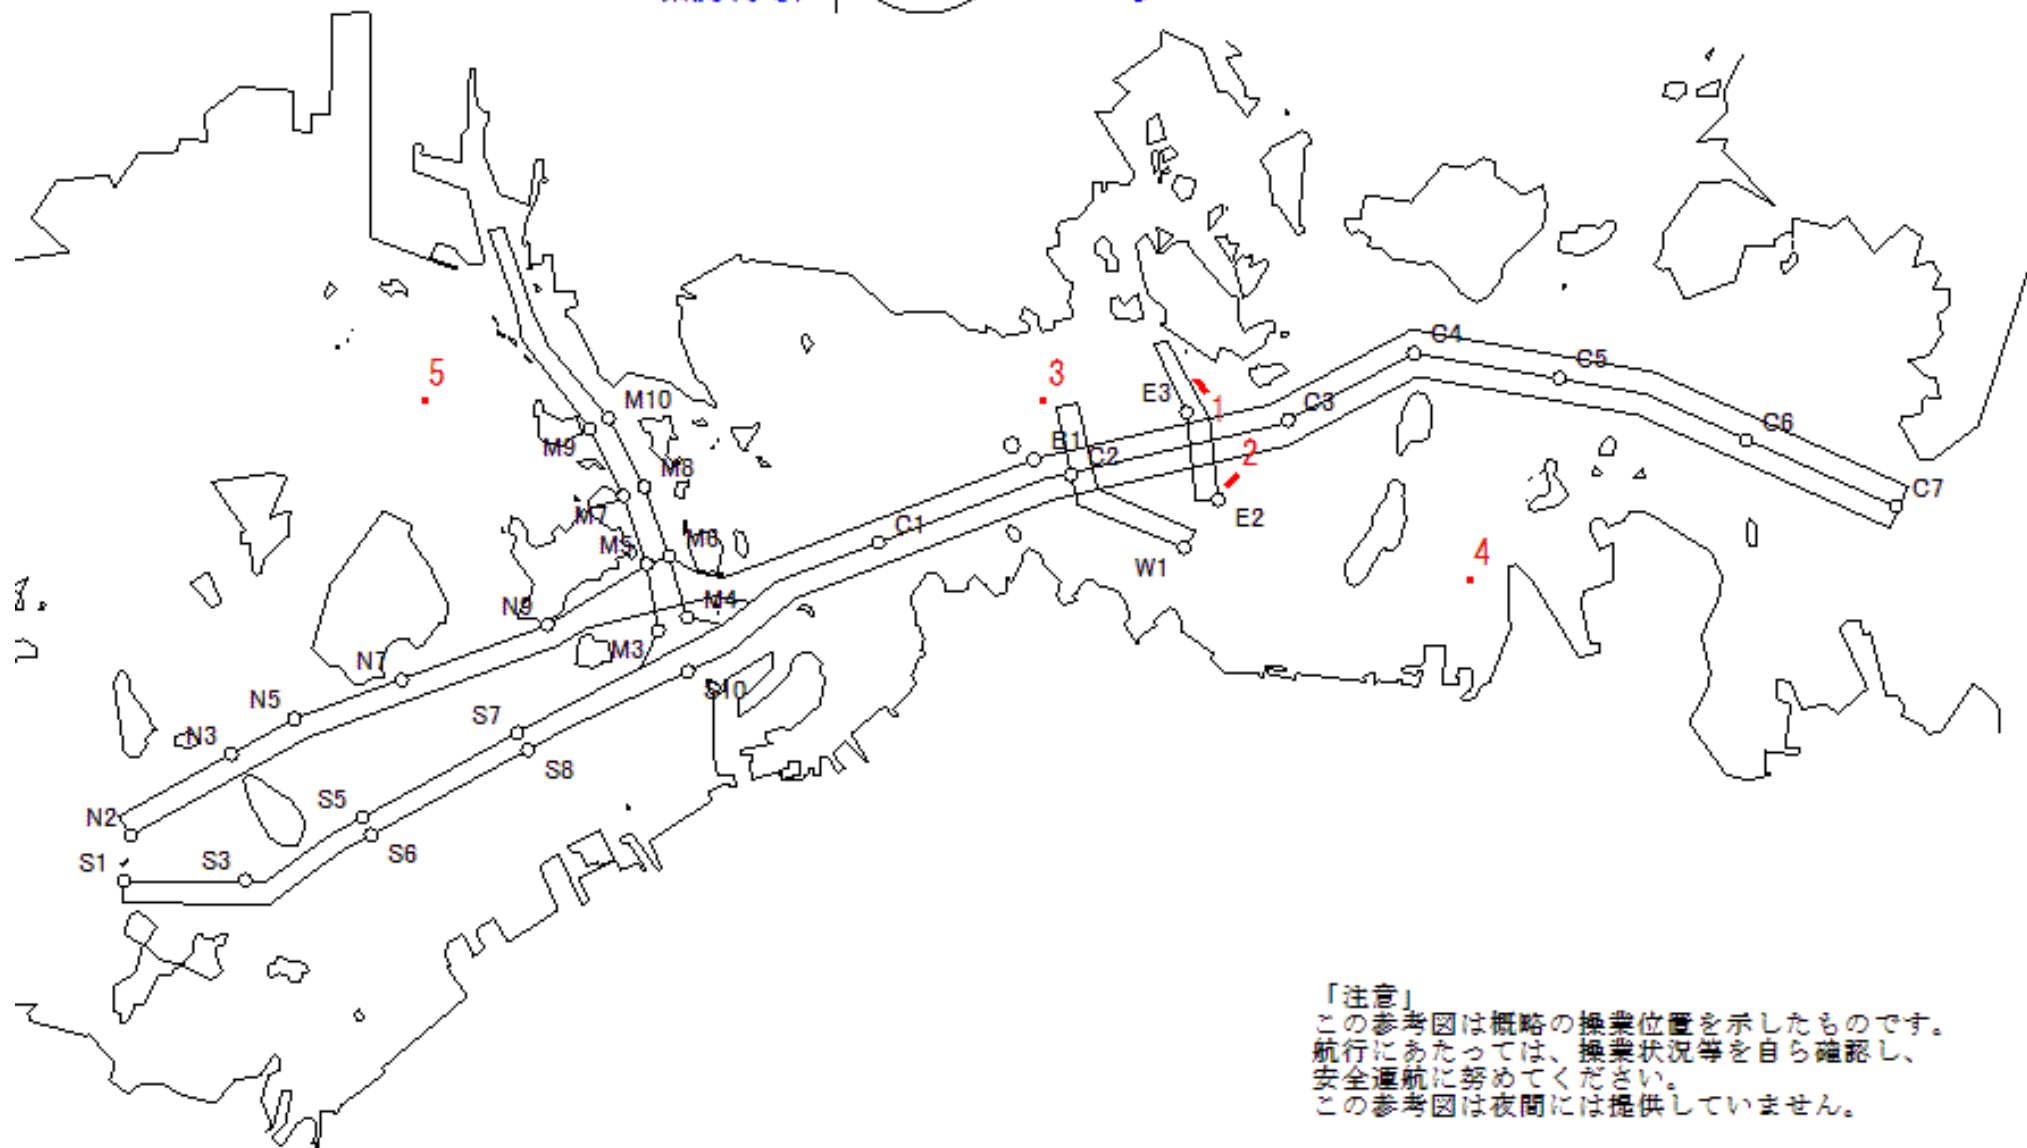 C4
C5
5
3
M10
E3
1
C3
C6
M9
B1
M8
C2
2
C7
M7
E2
C1
M5
M6
W1
4
N9
M4
M3
N7
S10
N5
S7
N3
S8
S5
N2
S6
S1
S3
「注意」
この参考図は概略の操業位置を示したものです。
航行にあたっては、操業状況等を自ら確認し、
安全運航に努めてください。
この参考図は夜間には提供していません。